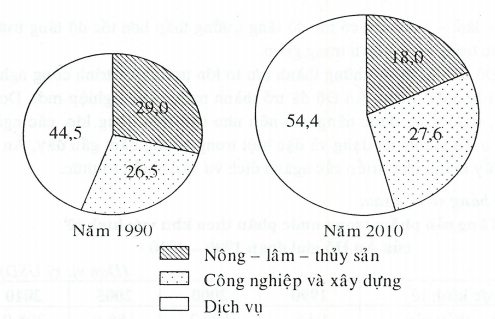 29,0
44,5
26,5
Năm 1990
18,0
54,4
27,6
Năm 2010
Nông – lâm – thủy sản
Công nghiệp và xây dựng
Dịch vụ